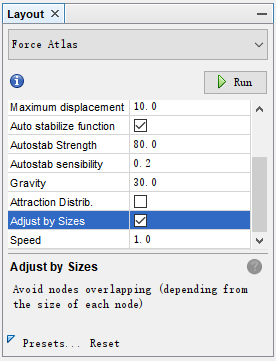 Layout
Force Atlas
Run
Maximum displacement 10.0
Auto stabilize function
Autostab Strength 80.0
Autostab sensibility 0.2
Gravity 30.0
Attraction Distrib.
Adjust by Sizes
Speed 1.0
Adjust by Sizes
Avoid nodes overlapping (depending from
the size of each node)
Presets... Reset